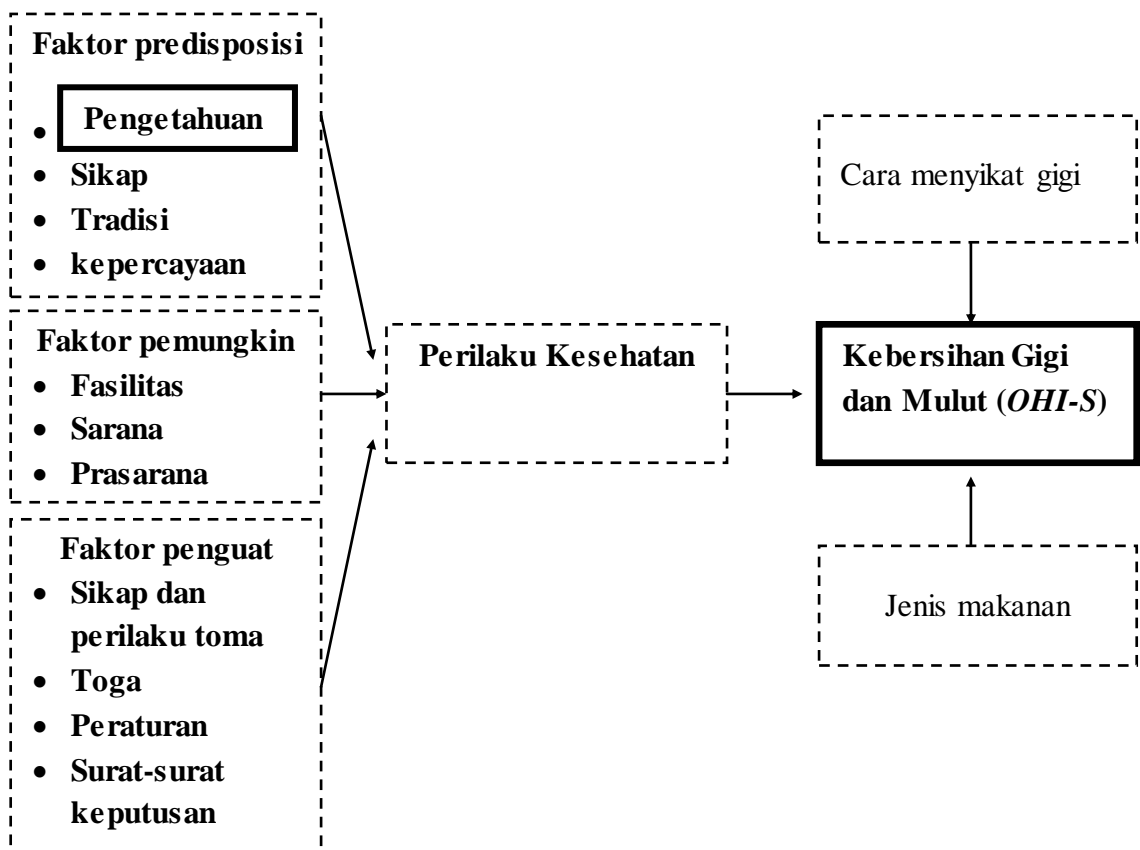 Faktor predisposisi
• Pengetahuan
• Sikap
• Tradisi
• kepercayaan
Faktor pemungkin
• Fasilitas
• Sarana
• Prasarana
Faktor penguat
• Sikap dan
perilaku toma
• Toga
• Peraturan
• Surat-surat
keputusan
Perilaku Kesehatan
Cara menyikat gigi
Kebersihan Gigi
dan Mulut (OHI-S)
Jenis makanan